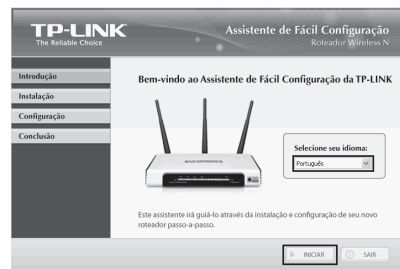 TP-LINK
The Reliable Choice
Assistente de Fácil Configuração
Roteador Wireless N
Introdução
Instalação
Configuração
Conclusão
Bem-vindo ao Assistente de Fácil Configuração da TP-LINK
Selecione seu idioma:
Português
Este assistente irá guiá-lo através da instalação e configuração de seu novo
roteador passo-a-passo.
INICIAR
SAIR